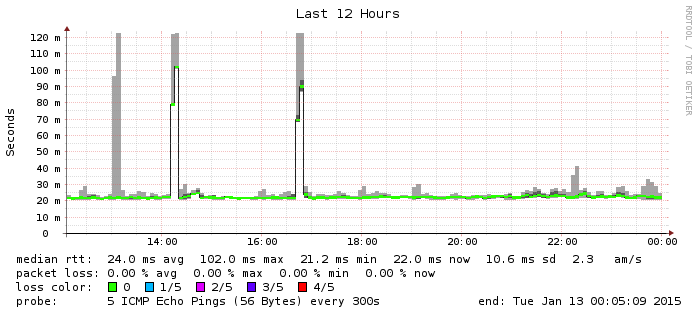 Last 12 Hours
RRDTOOL / TOBI OETIKER
Seconds
120 m
110 m
100 m
90 m
80 m
70 m
60 m
50 m
40 m
30 m
20 m
10 m
0
14:00 16:00 18:00 20:00 22:00 00:00
median rtt: 24.0 ms avg 102.0 ms max 21.2 ms min 22.0 ms now 10.6 ms sd 2.3 am/s
packet loss: 0.00 % avg 0.00 % max 0.00 % min 0.00 % now
loss color: 0 1/5 2/5 3/5 4/5
probe: 5 ICMP Echo Pings (56 Bytes) every 300s end: Tue Jan 13 00:05:09 2015